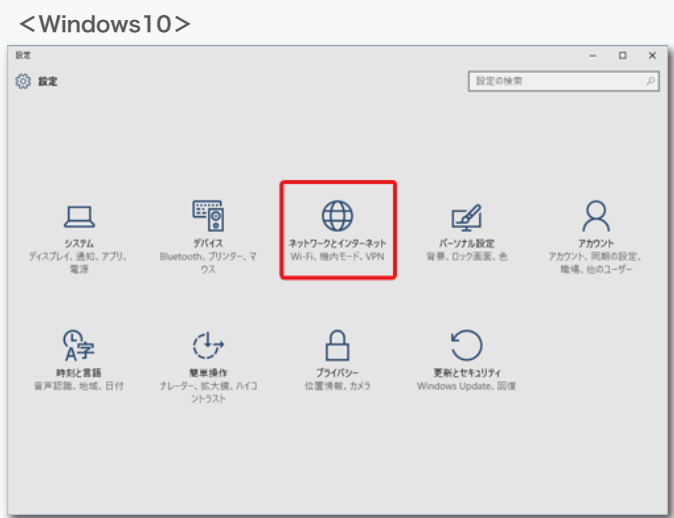 ＜Windows10＞
設定
設定
設定の検索
システム
ディスプレイ、通知、アプリ、
電源
デバイス
Bluetooth、プリンター、マ
ウス
ネットワークとインターネット
Wi-Fi、機内モード、VPN
パーソナル設定
背景、ロック画面、色
アカウント
アカウント、同期の設定、
職場、他のユーザー
時刻と言語
音声認識、地域、日付
簡単操作
ナレーター、拡大鏡、ハイコ
ントラスト
プライバシー
位置情報、カメラ
更新とセキュリティ
Windows Update、回復